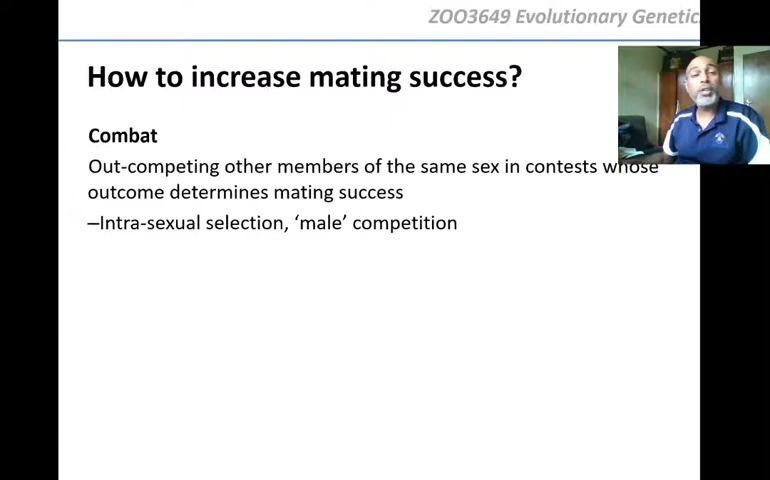 ZOO3649 Evolutionary Genetic
How to increase mating success?
Combat
Out-competing other members of the same sex in contests whose
outcome determines mating success
–Intra-sexual selection, ‘male’ competition